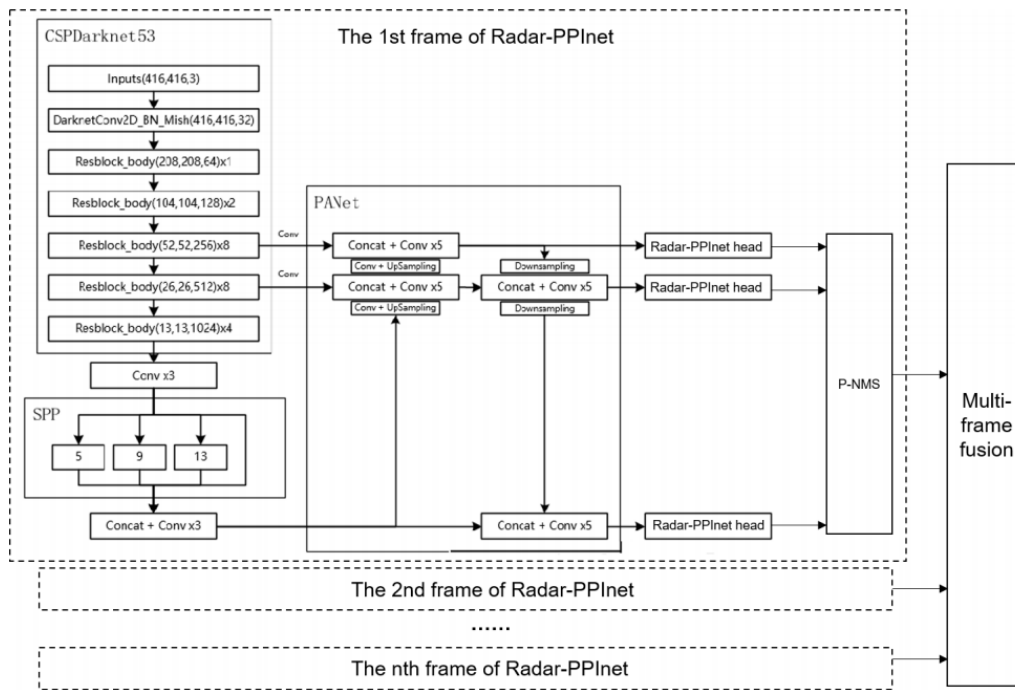 The 1st frame of Radar-PPInet
CSPDarknet53
Inputs(416,416,3)
DarknetConv2D_BN_Mish(416,416,32)
Resblock_body(208,208,64)x1
Resblock_body(104,104,128)x2
Resblock_body(52,52,256)x8
Resblock_body(26,26,512)x8
Resblock_body(13,13,1024)x4
Conv x3
SPP
5
9
13
Concat + Conv x3
Conv
Conv
PANet
Concat + Conv x5
Conv + UpSampling
Concat + Conv x5
Conv + UpSampling
Downsampling
Concat + Conv x5
Downsampling
Concat + Conv x5
Radar-PPInet head
Radar-PPInet head
Radar-PPInet head
P-NMS
Multi-
frame
fusion
The 2nd frame of Radar-PPInet
......
The nth frame of Radar-PPInet